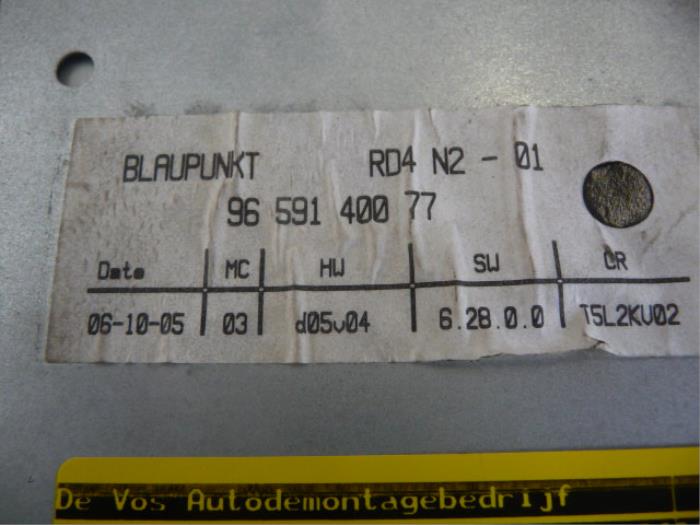 BLAUPUNKT RD4 N2 - 01
96 591 400 77
Date MC HW SW CR
06-10-05 03 d05v04 6.28.0.0 T5L2KV02
De Vos Autodemontagebedrijf